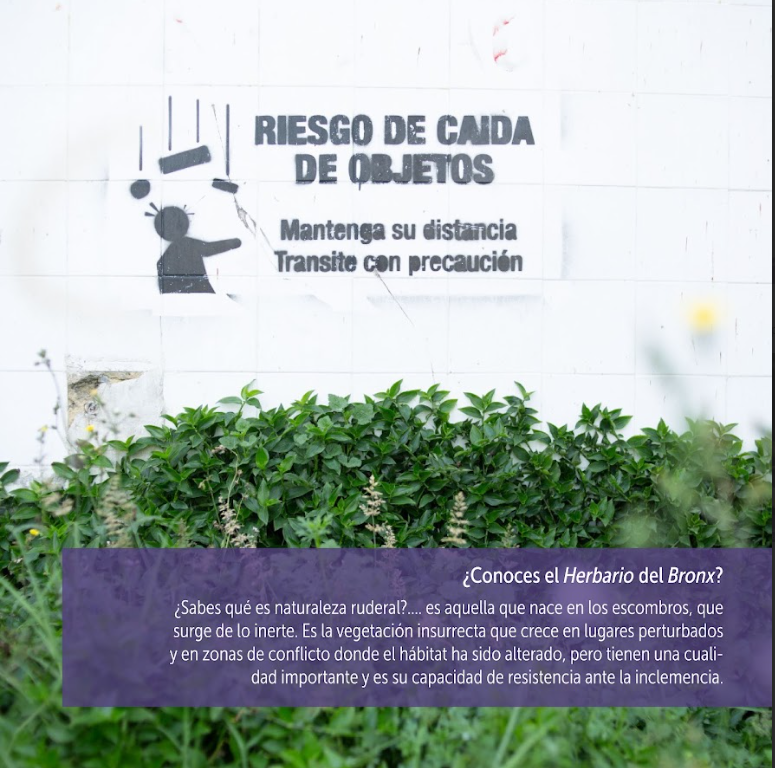 RIESGO DE CAIDA
DE OBJETOS
Mantenga su distancia
Transite con precaución
¿Conoces el Herbario del Bronx?
¿Sabes qué es naturaleza ruderal?.... es aquella que nace en los escombros, que
surge de lo inerte. Es la vegetación insurrecta que crece en lugares perturbados
y en zonas de conflicto donde el hábitat ha sido alterado, pero tienen una cuali-
dad importante y es su capacidad de resistencia ante la inclemencia.